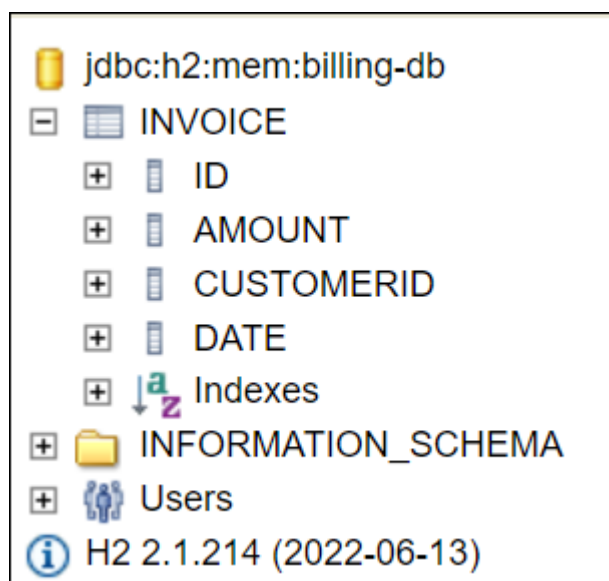 jdbc:h2:mem:billing-db
INVOICE
ID
AMOUNT
CUSTOMERID
DATE
Indexes
INFORMATION_SCHEMA
Users
H2 2.1.214 (2022-06-13)